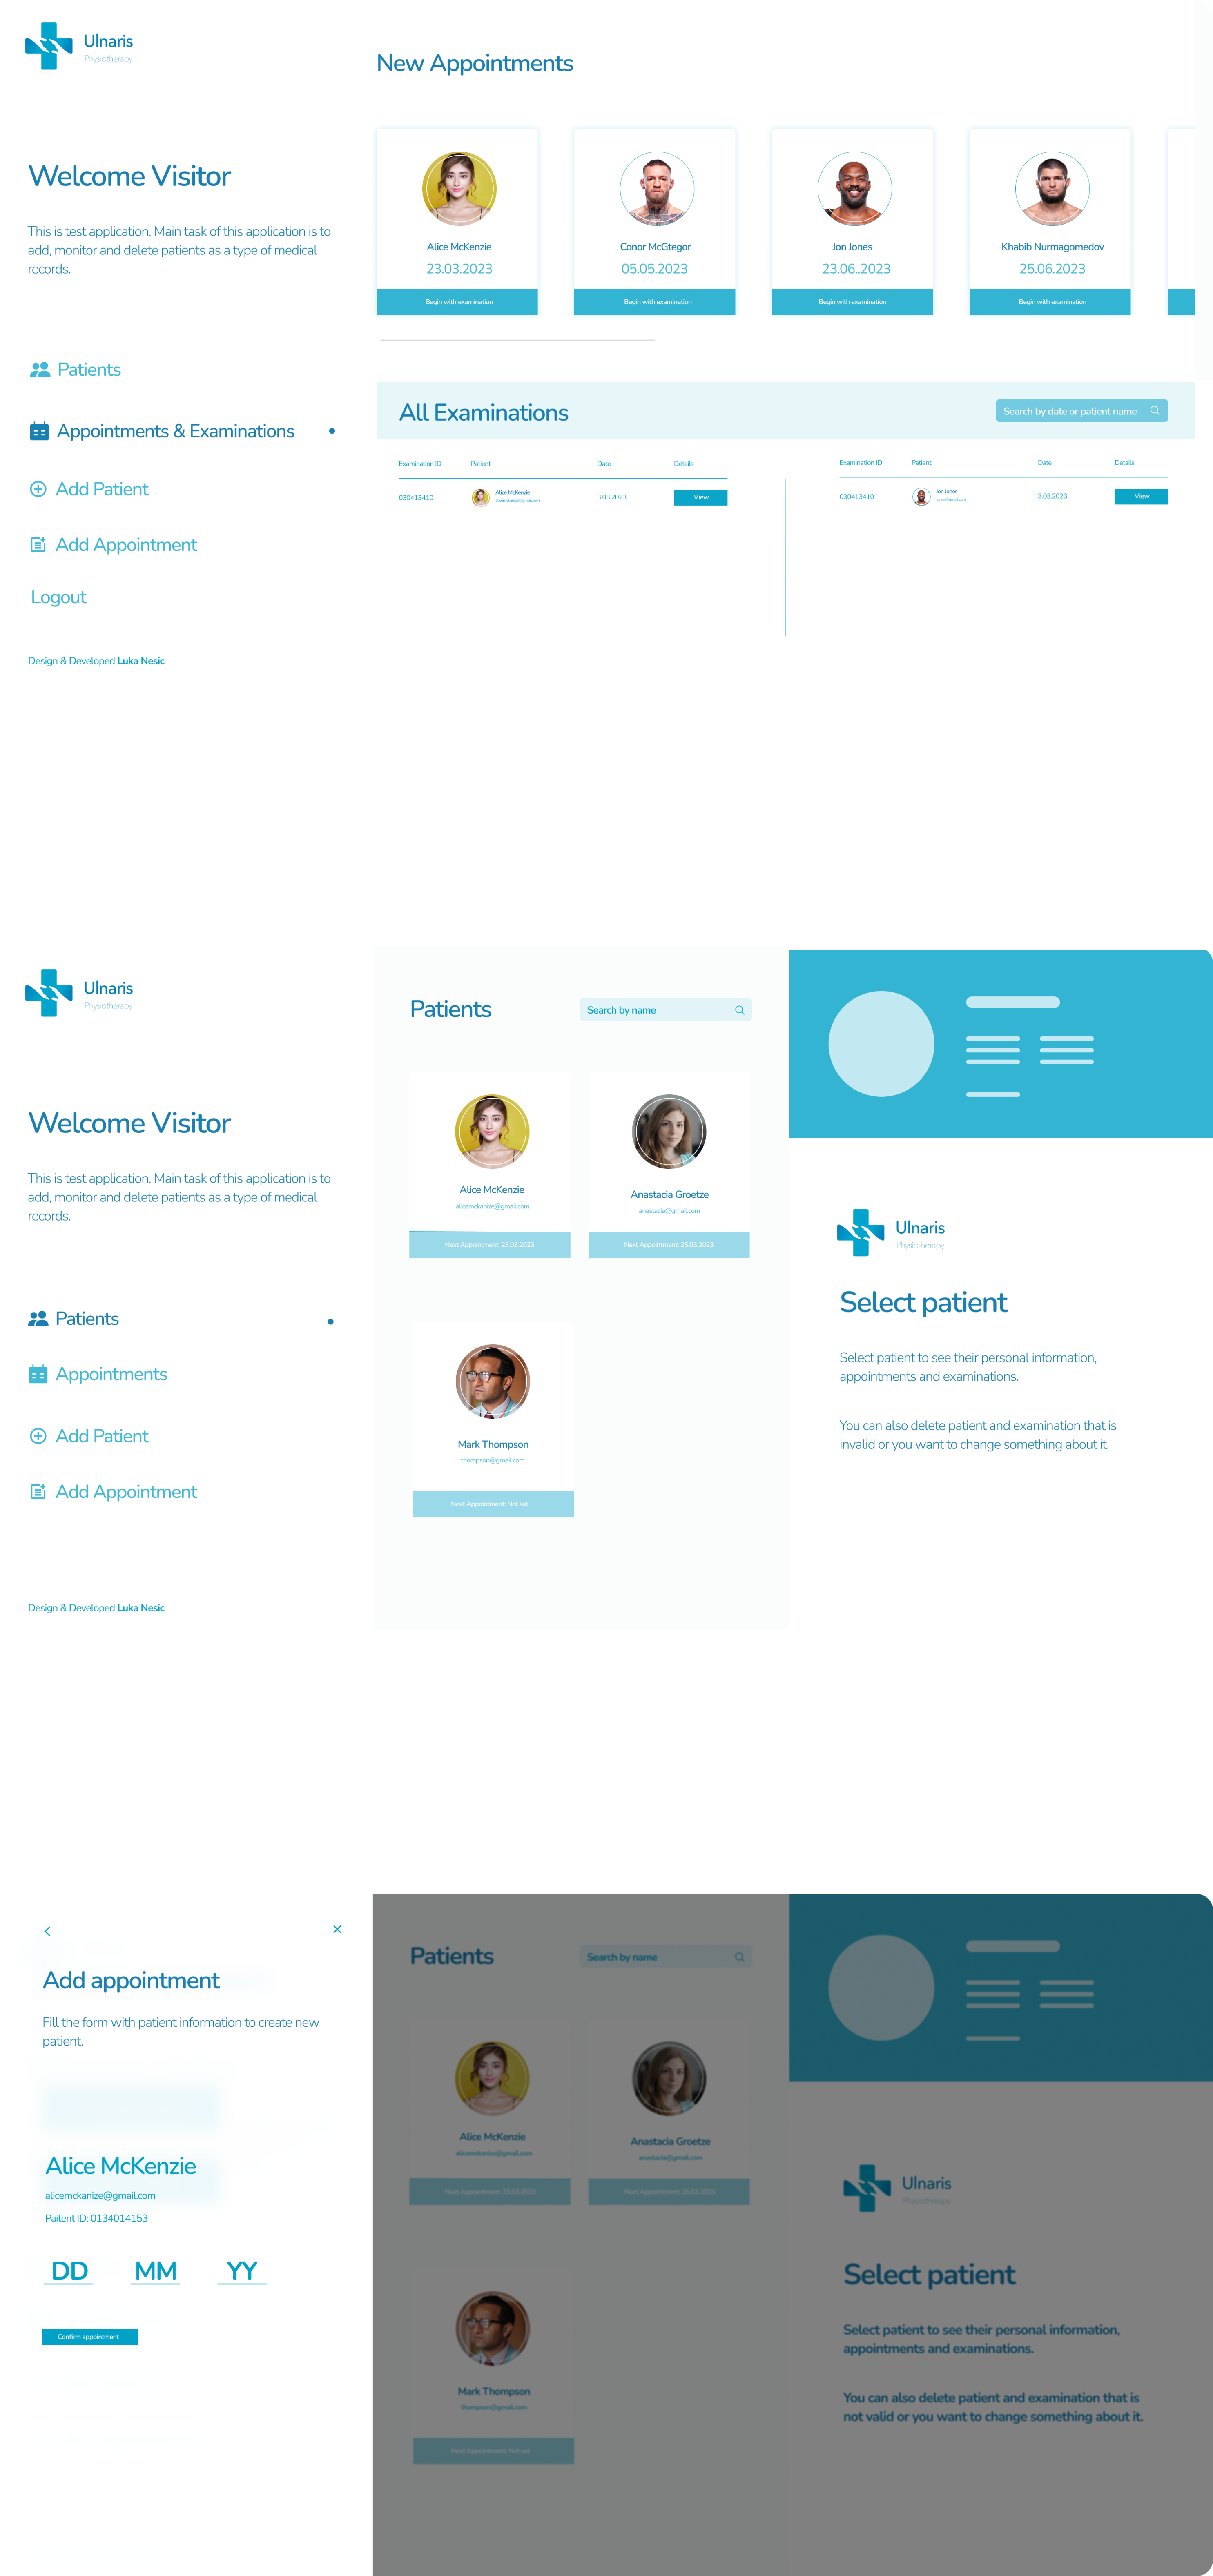 Ulnaris
Physiotherapy
Welcome Visitor
This is test application. Main task of this application is to
add, monitor and delete patients as a type of medical
records.
Patients
Appointments & Examinations
Add Patient
Add Appointment
Logout
Design & Developed Luka Nesic
New Appointments
Alice McKenzie
23.03.2023
Begin with examination
Conor McGtegor
05.05.2023
Begin with examination
Jon Jones
23.06..2023
Begin with examination
Khabib Nurmagomedov
25.06.2023
Begin with examination
All Examinations
Search by date or patient name
Examination ID Patient Date Details
030413410 Alice McKenzie 3.03.2023 View
Examination ID Patient Date Details
030413410 Jon Jones 3.03.2023 View
Ulnaris
Physiotherapy
Welcome Visitor
This is test application. Main task of this application is to
add, monitor and delete patients as a type of medical
records.
Patients
Appointments
Add Patient
Add Appointment
Design & Developed Luka Nesic
Patients
Search by name
Alice McKenzie
alicemckanize@gmail.com
Next Appointment: 23.03.2023
Anastacia Groetze
anastacia@gmail.com
Next Appointment: 25.03.2023
Mark Thompson
thompson@gmail.com
Next Appointment: Not set
Ulnaris
Physiotherapy
Select patient
Select patient to see their personal information,
appointments and examinations.
You can also delete patient and examination that is
invalid or you want to change something about it.
Add appointment
Fill the form with patient information to create new
patient.
Alice McKenzie
alicemckanize@gmail.com
Paitent ID: 0134014153
DD MM YY
Confirm appointment
Patients
Search by name
Alice McKenzie
alicemckanize@gmail.com
Next Appointment: 23.03.2023
Anastacia Groetze
anastacia@gmail.com
Next Appointment: 25.03.2023
Mark Thompson
thompson@gmail.com
Next Appointment: Not set
Ulnaris
Physiotherapy
Select patient
Select patient to see their personal information,
appointments and examinations.
You can also delete patient and examination that is
not valid or you want to change something about it.